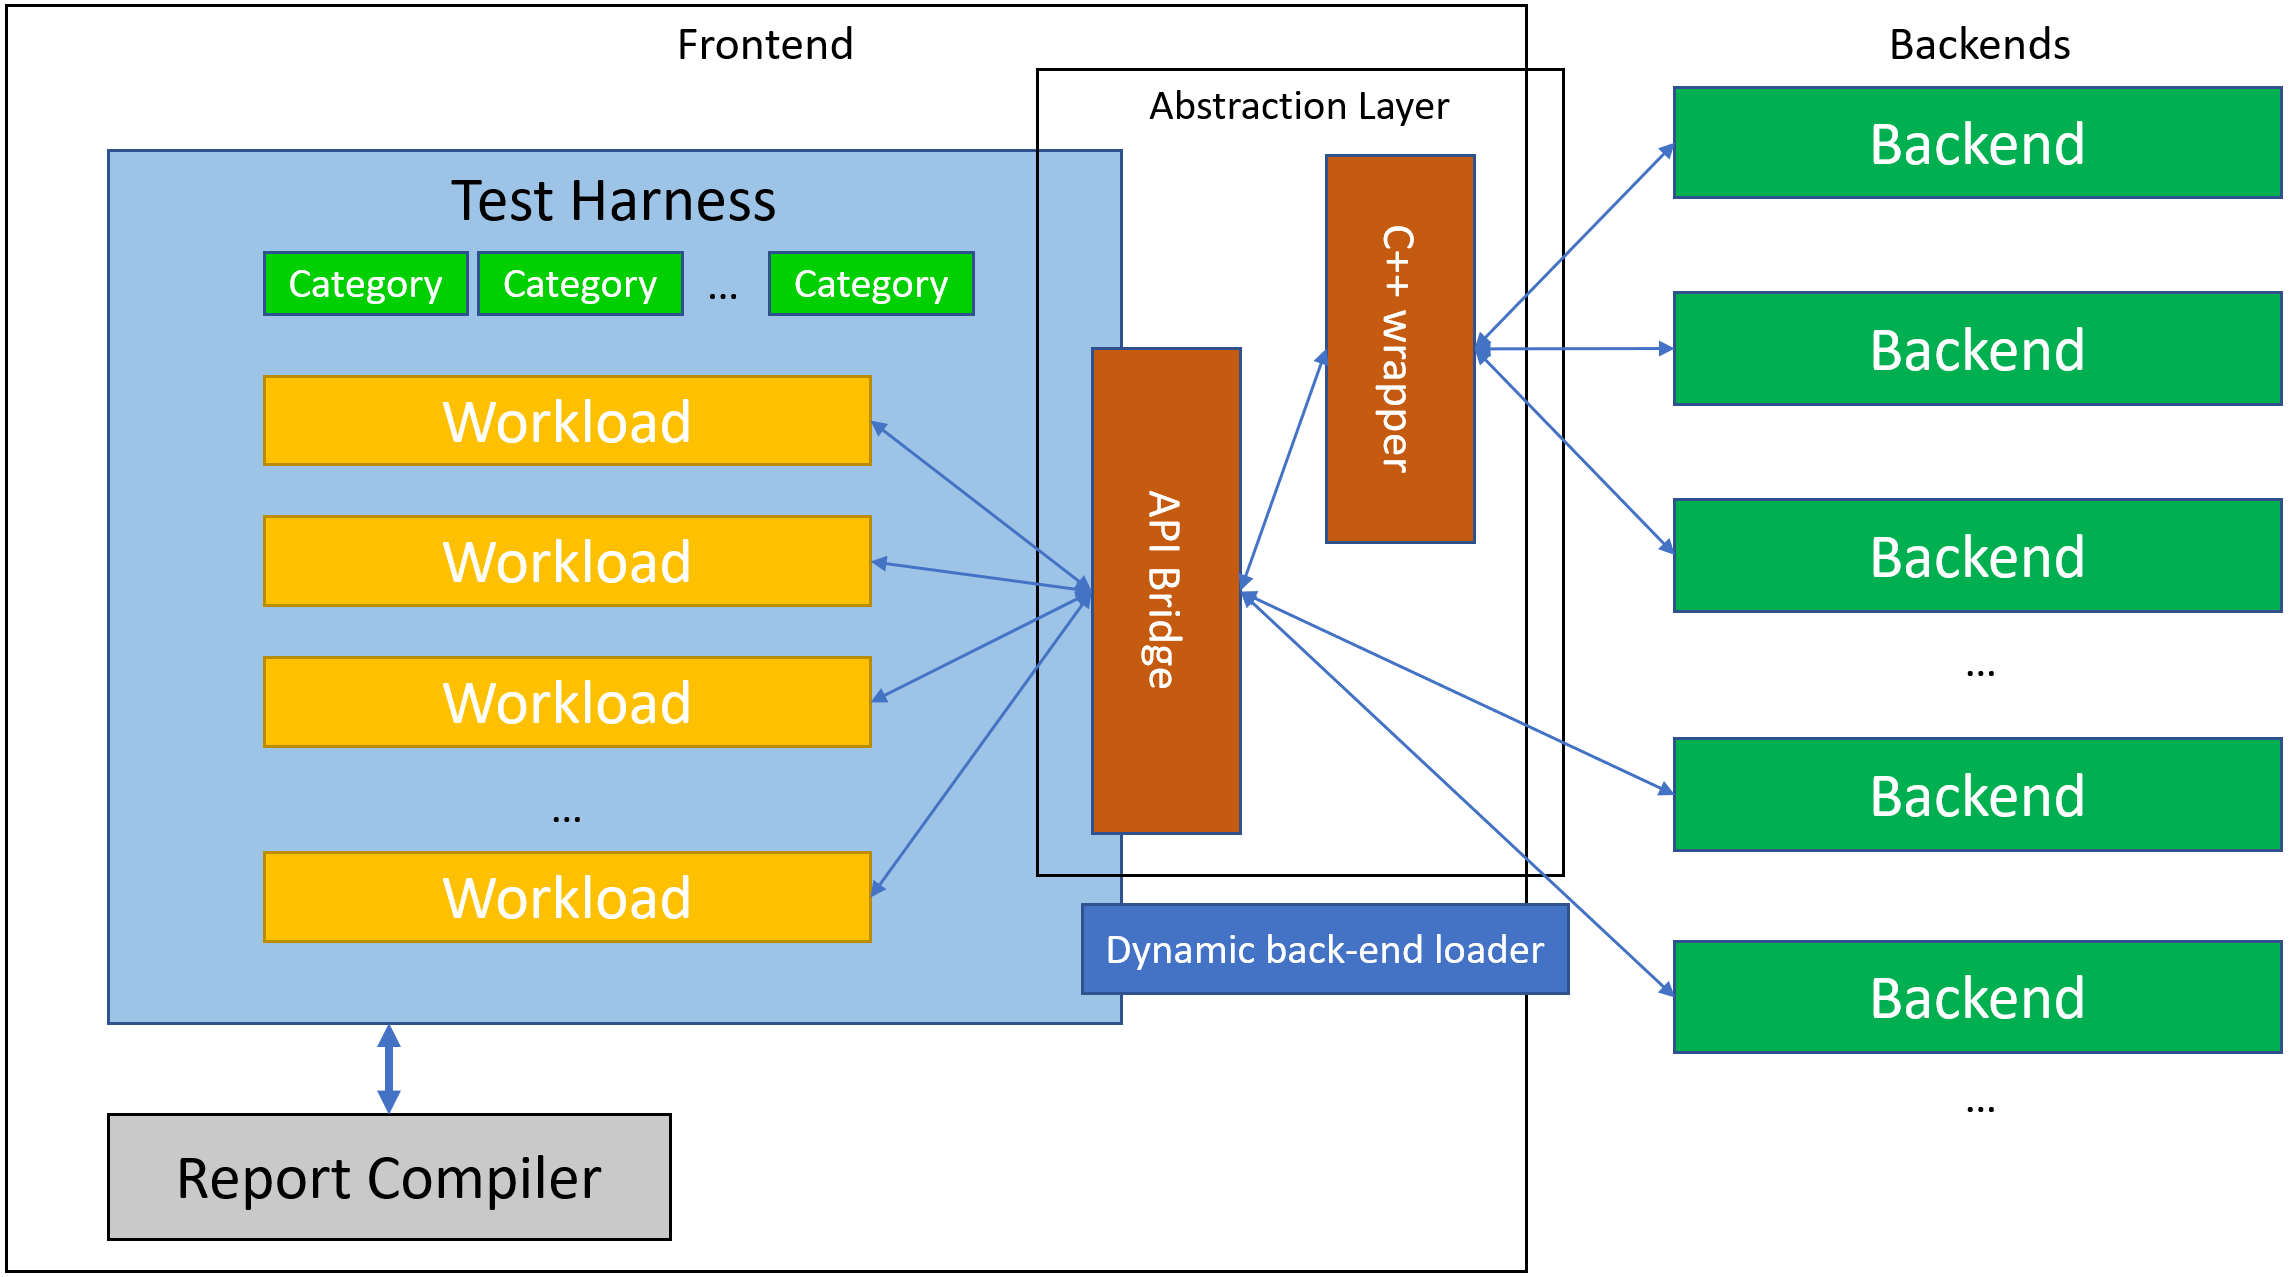 Frontend
Backends
Abstraction Layer
Test Harness
Category
Category
...
Category
Workload
Workload
Workload
...
Workload
API Bridge
C++ wrapper
Dynamic back-end loader
Report Compiler
Backend
Backend
Backend
...
Backend
Backend
...